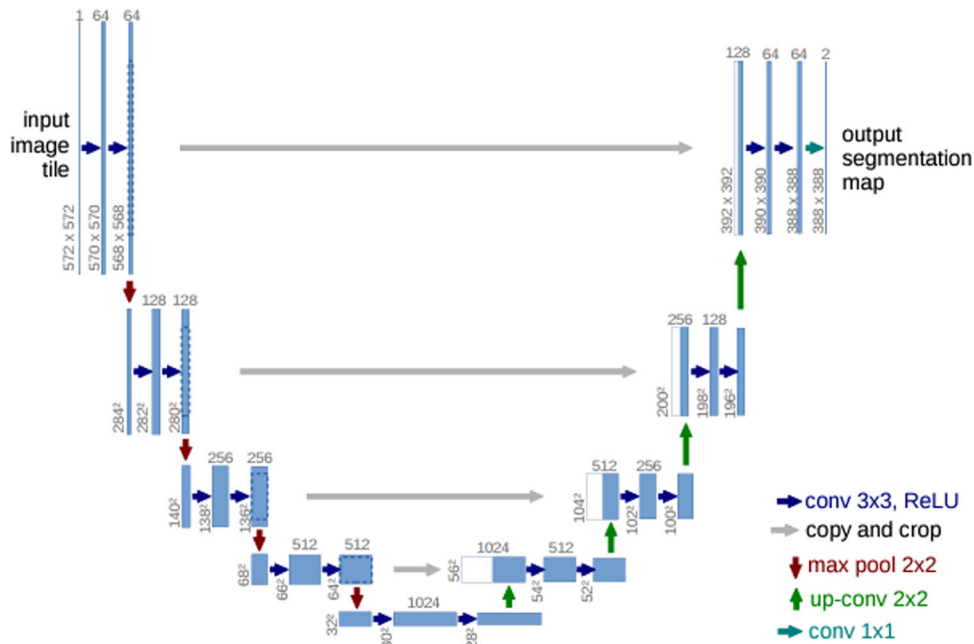 1 64 64
input
image
tile
572 x 572
570 x 570
568 x 568
128 64 64 2
output
segmentation
map
392 x 392
390 x 390
388 x 388
388 x 388
128 128
284²
282²
280²
256 128
200²
198²
196²
256 256
140²
138²
136²
512 256
104²
102²
100²
512 512
68²
66²
64²
1024 512
56²
54²
52²
1024
32²
30²
28²
conv 3x3, ReLU
copy and crop
max pool 2x2
up-conv 2x2
conv 1x1